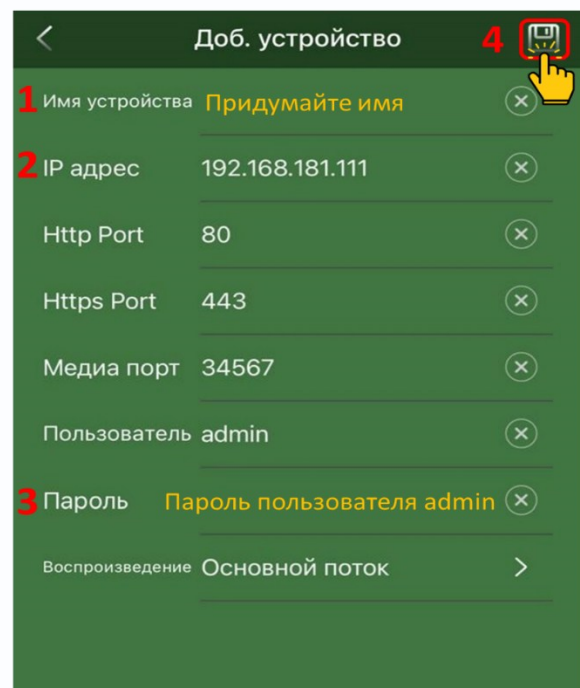 Доб. устройство 4
1 Имя устройства Придумайте имя
2 IP адрес 192.168.181.111
Http Port 80
Https Port 443
Медиа порт 34567
Пользователь admin
3 Пароль Пароль пользователя admin
Воспроизведение Основной поток